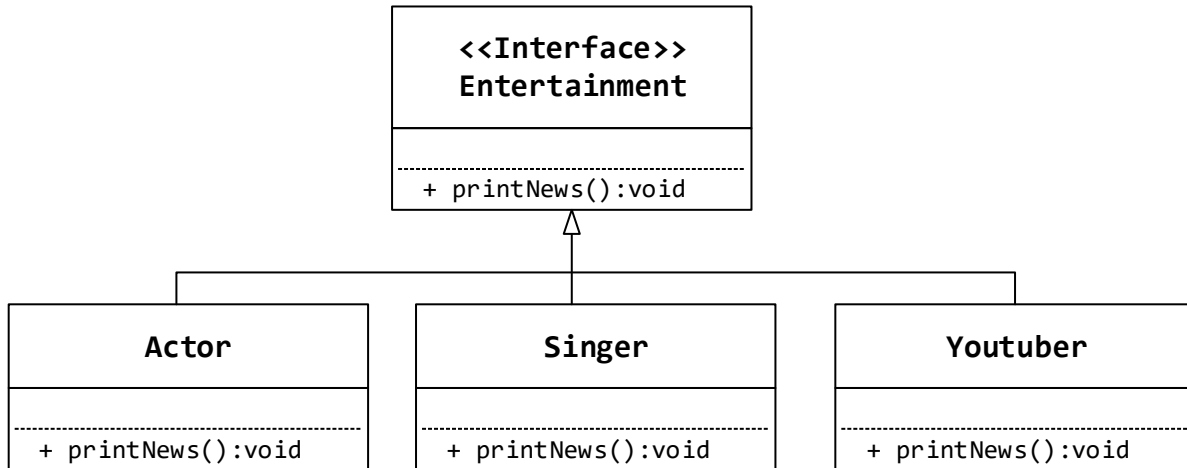 <<Interface>>
Entertainment
+ printNews():void
Actor
Singer
Youtuber
+ printNews():void
+ printNews():void
+ printNews():void